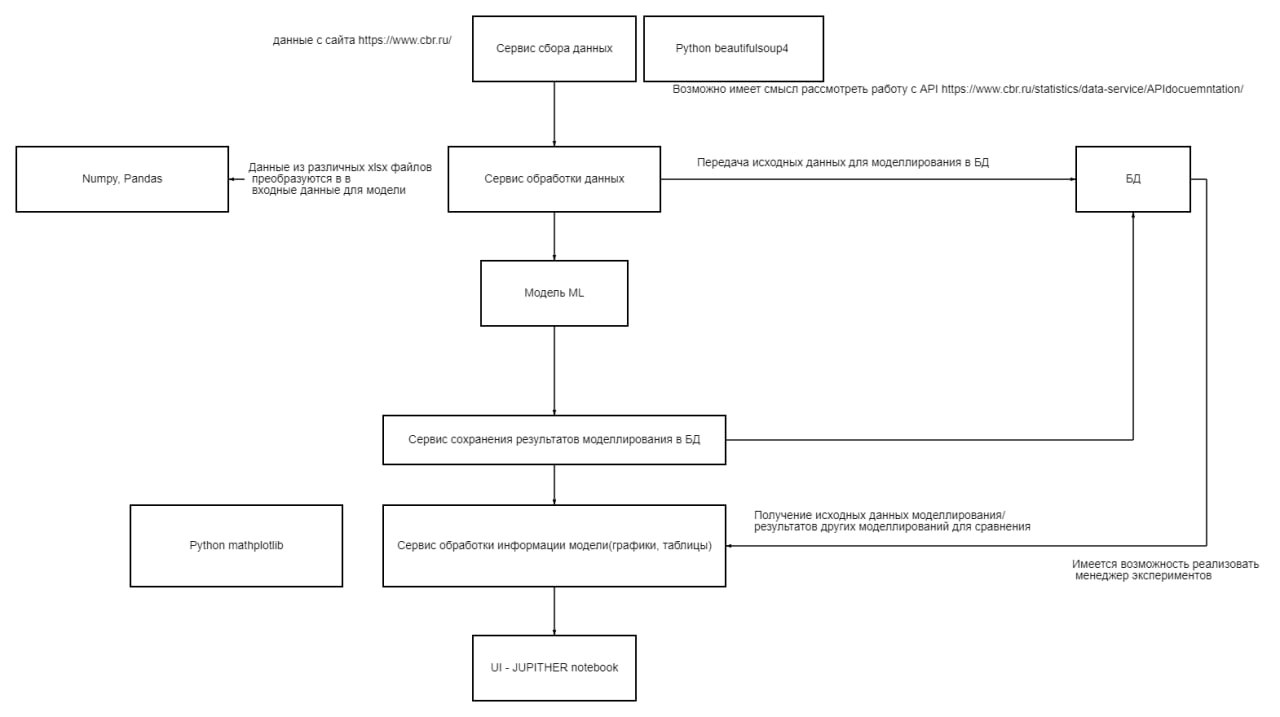 данные с сайта https://www.cbr.ru/
Сервис сбора данных
Python beautifulsoup4
Возможно имеет смысл рассмотреть работу с API https://www.cbr.ru/statistics/data-service/APIdocuemntation/
Numpy, Pandas
Данные из различных xlsx файлов
преобразуются в в
входные данные для модели
Сервис обработки данных
Передача исходных данных для моделлирования в БД
БД
Модель ML
Сервис сохранения результатов моделлирования в БД
Python mathplotlib
Сервис обработки информации модели(графики, таблицы)
Получение исходных данных моделлирования/
результатов других моделлирований для сравнения
Имеется возможность реализовать
менеджер экспериментов
UI - JUPITHER notebook